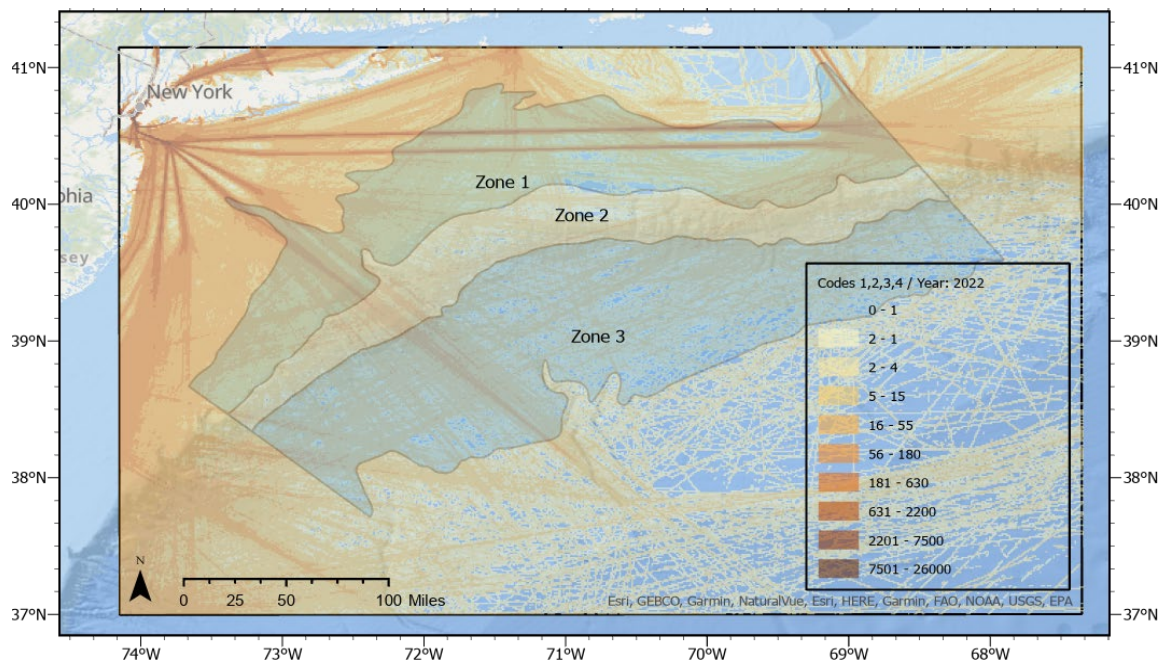 41°N
41°N
New York
40°N
phia
40°N
sey
39°N
39°N
38°N
38°N
37°N
37°N
Zone 1
Zone 2
Zone 3
Codes 1,2,3,4 / Year: 2022
0 - 1
2 - 1
2 - 4
5 - 15
16 - 55
56 - 180
181 - 630
631 - 2200
2201 - 7500
7501 - 26000
N
0 25 50 100 Miles
Esri, GEBCO, Garmin, NaturalVue, Esri, HERE, Garmin, FAO, NOAA, USGS, EPA
74°W 73°W 72°W 71°W 70°W 69°W 68°W